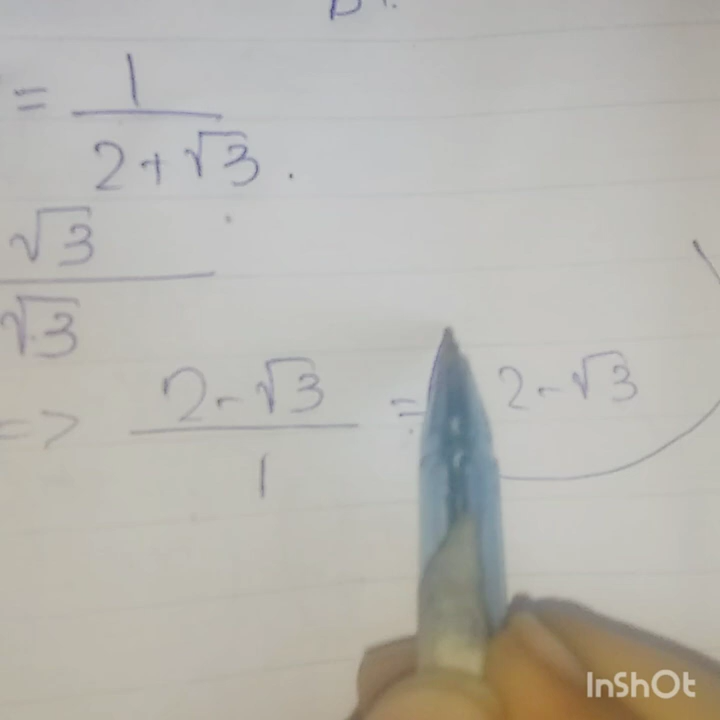 = 1 / 2+√3 .
√3 / √3
=> 2-√3 / 1 = 2-√3
InShOt